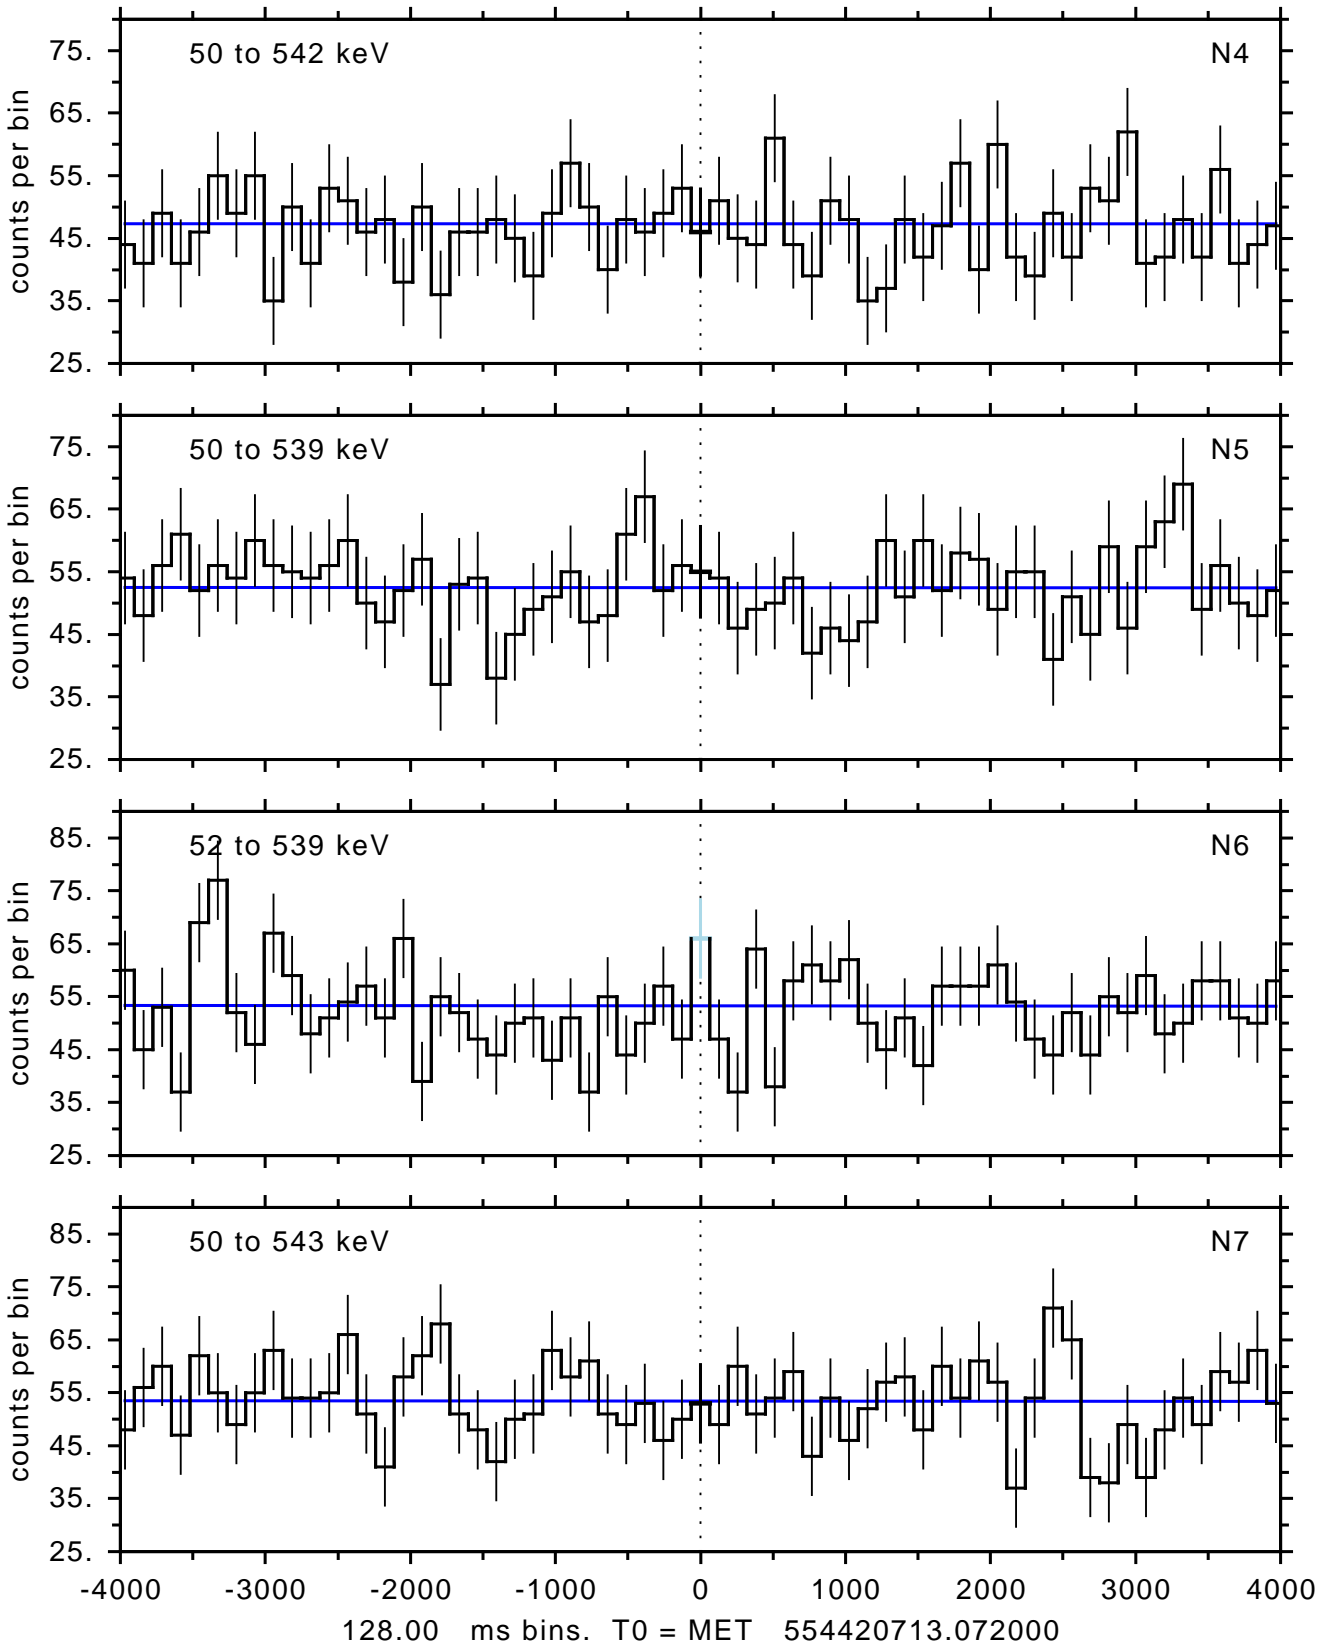 50 to 542 keV N4
75.
65.
55.
45.
35.
25.
counts per bin
50 to 539 keV N5
75.
65.
55.
45.
35.
25.
counts per bin
52 to 539 keV N6
85.
75.
65.
55.
45.
35.
25.
counts per bin
50 to 543 keV N7
85.
75.
65.
55.
45.
35.
25.
counts per bin
-4000 -3000 -2000 -1000 0 1000 2000 3000 4000
128.00 ms bins. T0 = MET 554420713.072000